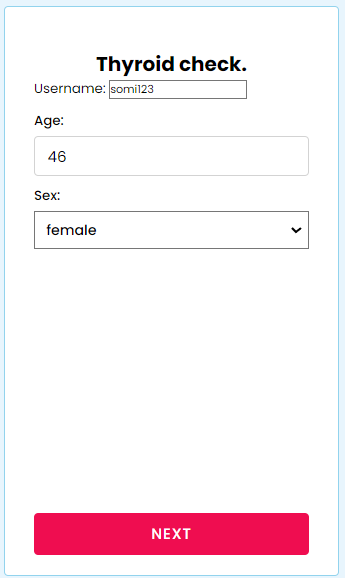 Thyroid check.
Username: somi123
Age:
46
Sex:
female
NEXT